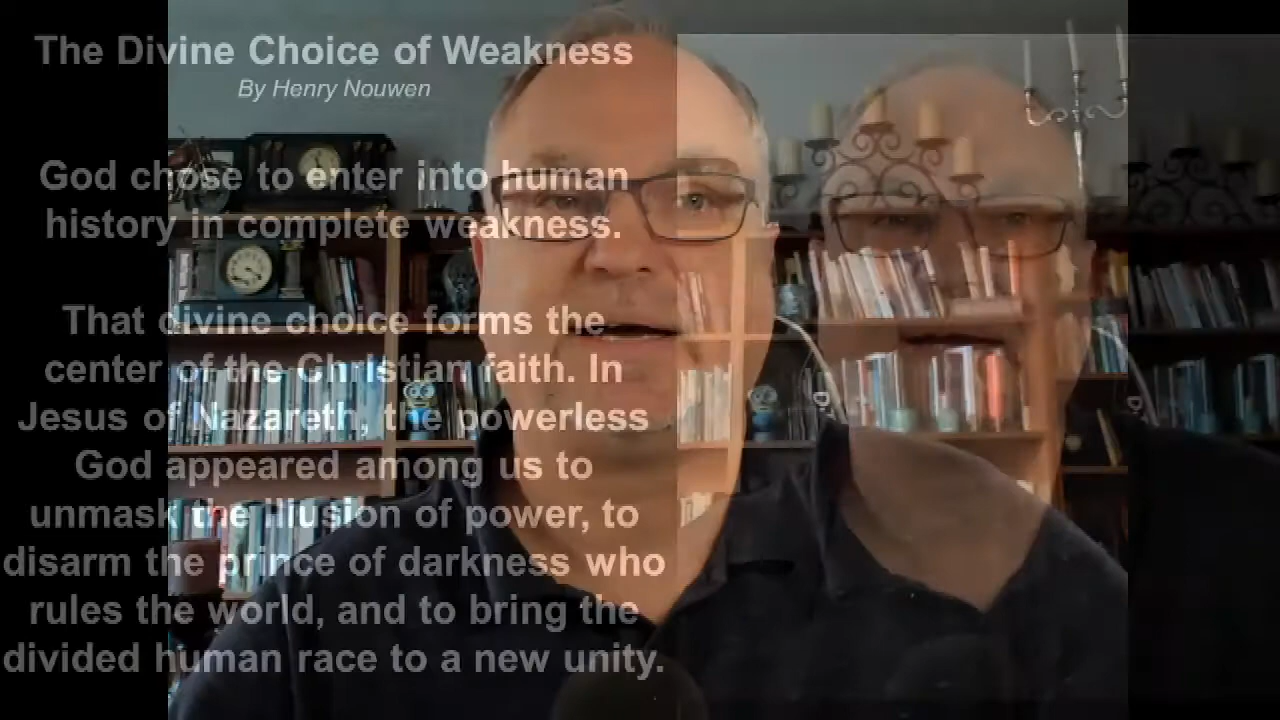 The Divine Choice of Weakness
By Henry Nouwen
God chose to enter into human
history in complete weakness.
That divine choice forms the
center of the Christian faith. In
Jesus of Nazareth, the powerless
God appeared among us to
unmask the illusion of power, to
disarm the prince of darkness who
rules the world, and to bring the
divided human race to a new unity.